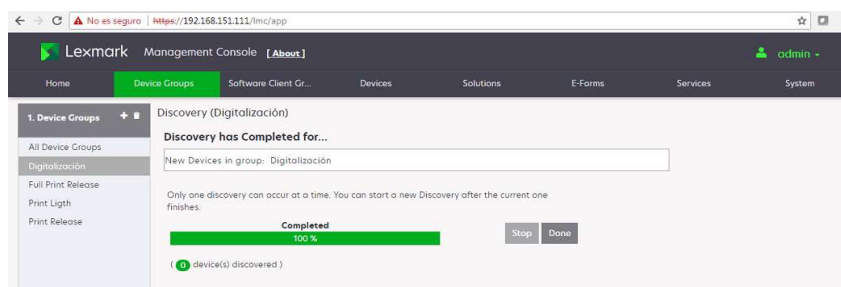 No es seguro | https://192.168.151.111/lmc/app
Lexmark Management Console [About] admin
Home Device Groups Software Client Gr... Devices Solutions E-Forms Services System
1. Device Groups +
Discovery (Digitalización)
Discovery has Completed for...
All Device Groups
New Devices in group: Digitalización
Digitalización
Full Print Release
Print Ligth
Print Release
Only one discovery can occur at a time. You can start a new Discovery after the current one
finishes.
Completed
100 %
Stop Done
( 0 device(s) discovered )